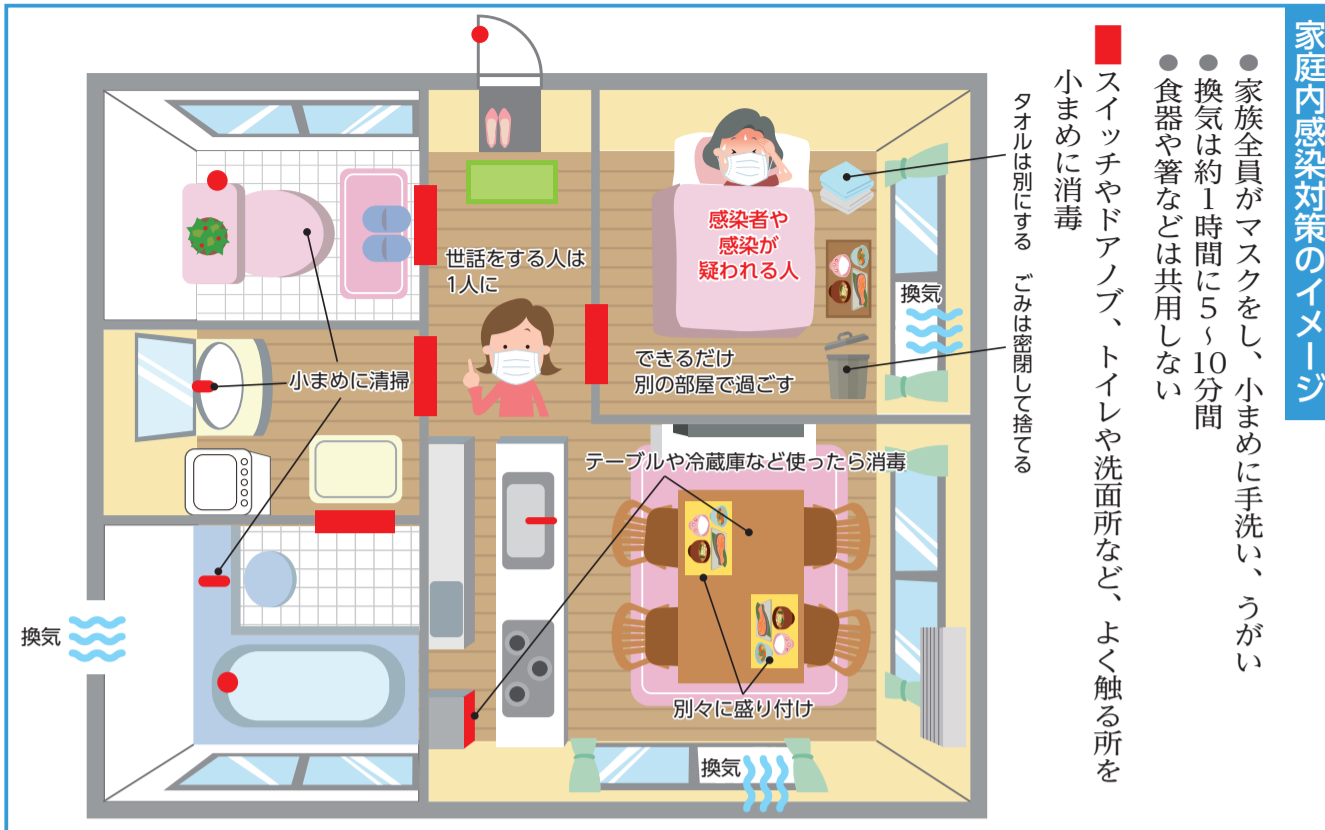 家庭内感染対策のイメージ
● 家族全員がマスクをし、小まめに手洗い、うがい
● 換気は約1時間に5~10分間
● 食器や箸などは共用しない
スイッチやドアノブ、トイレや洗面所など、よく触る所を
小まめに消毒
タオルは別にする
ごみは密閉して捨てる
感染者や
感染が
疑われる人
換気
できるだけ
別の部屋で過ごす
世話をする人は
1人に
小まめに清掃
テーブルや冷蔵庫など使ったら消毒
別々に盛り付け
換気
換気